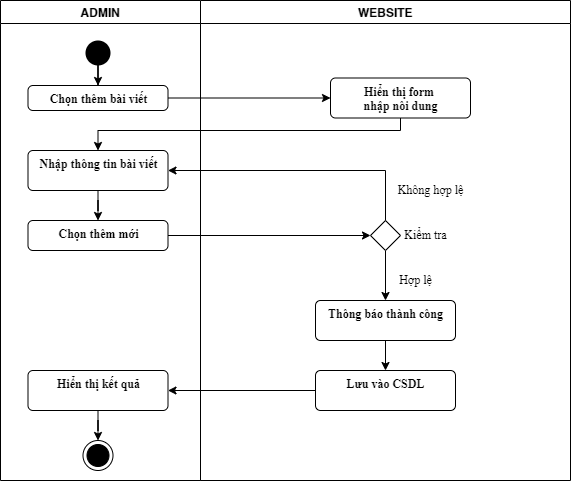 ADMIN
WEBSITE
Chọn thêm bài viết
Hiển thị form
nhập nôi dung
Nhập thông tin bài viết
Không hợp lệ
Chọn thêm mới
Kiểm tra
Hợp lệ
Thông báo thành công
Hiển thị kết quả
Lưu vào CSDL